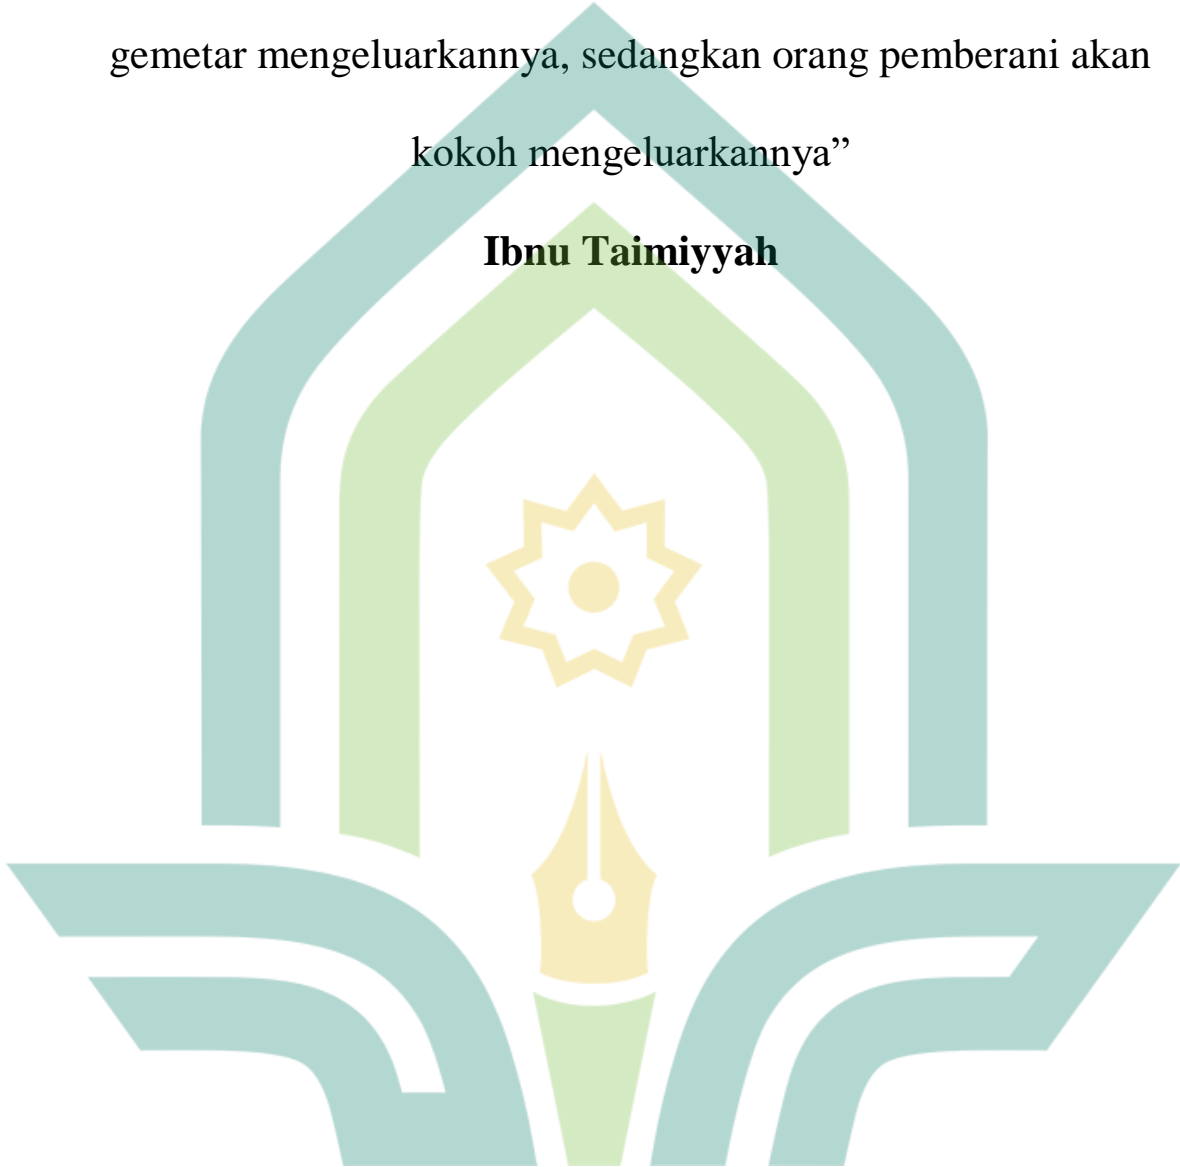 gemetar mengeluarkannya, sedangkan orang pemberani akan
kokoh mengeluarkannya”
Ibnu Taimiyyah